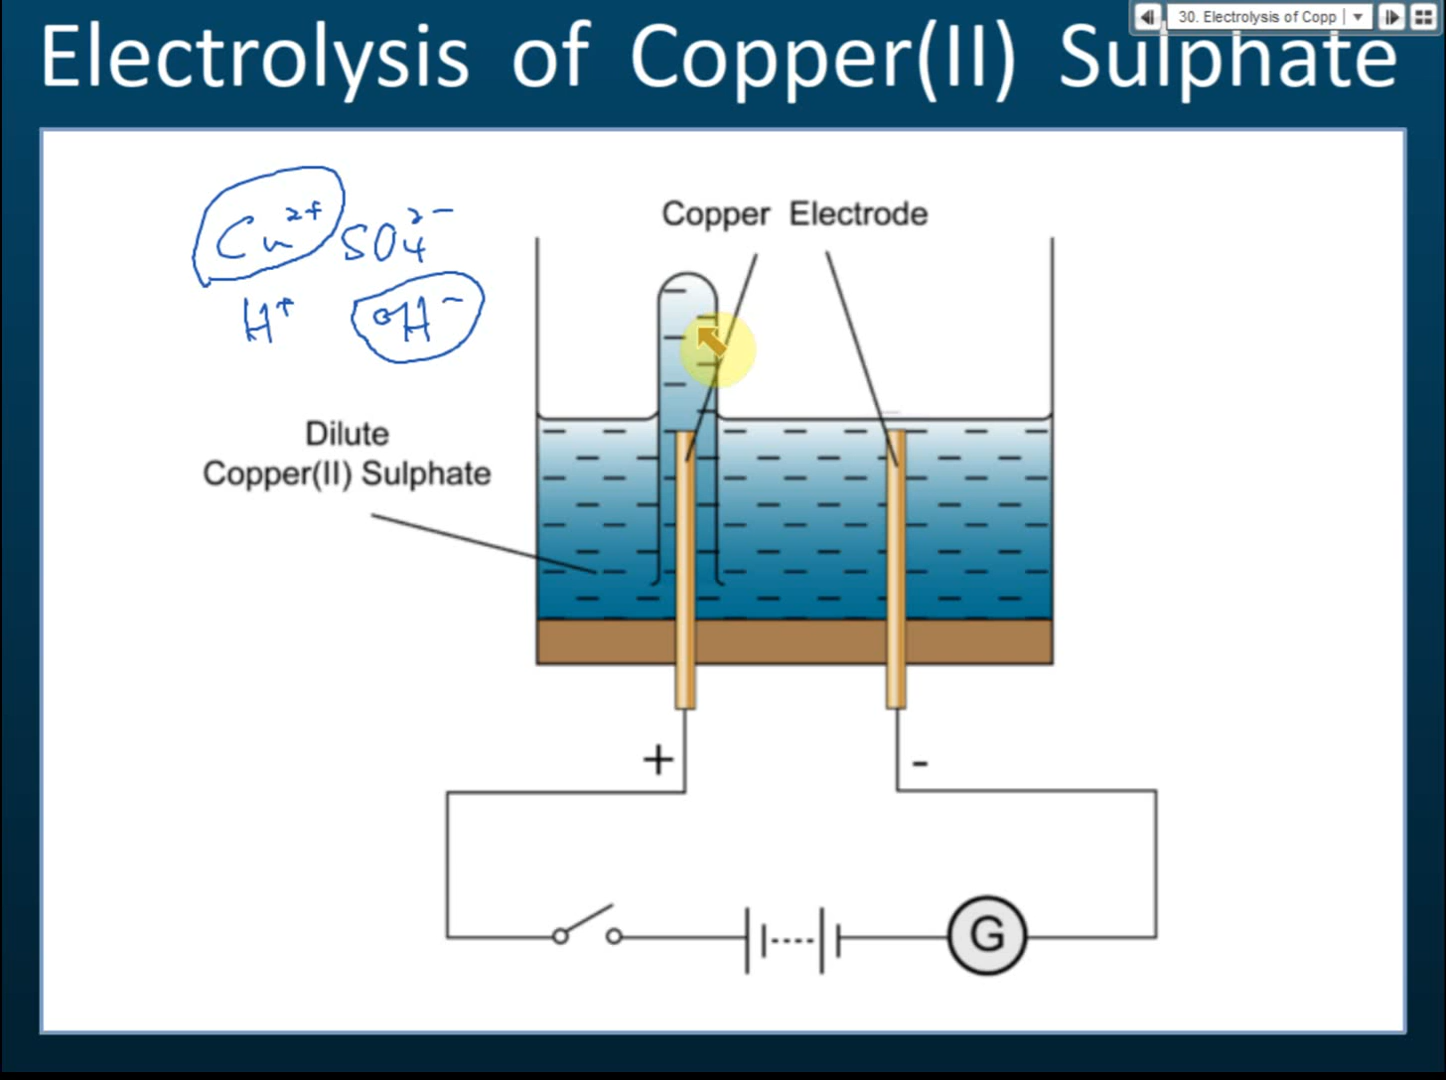 30. Electrolysis of Copp
Electrolysis of Copper(II) Sulphate
Cu²⁺ SO₄²⁻
H⁺ OH⁻
Copper Electrode
Dilute
Copper(II) Sulphate
+ -
G